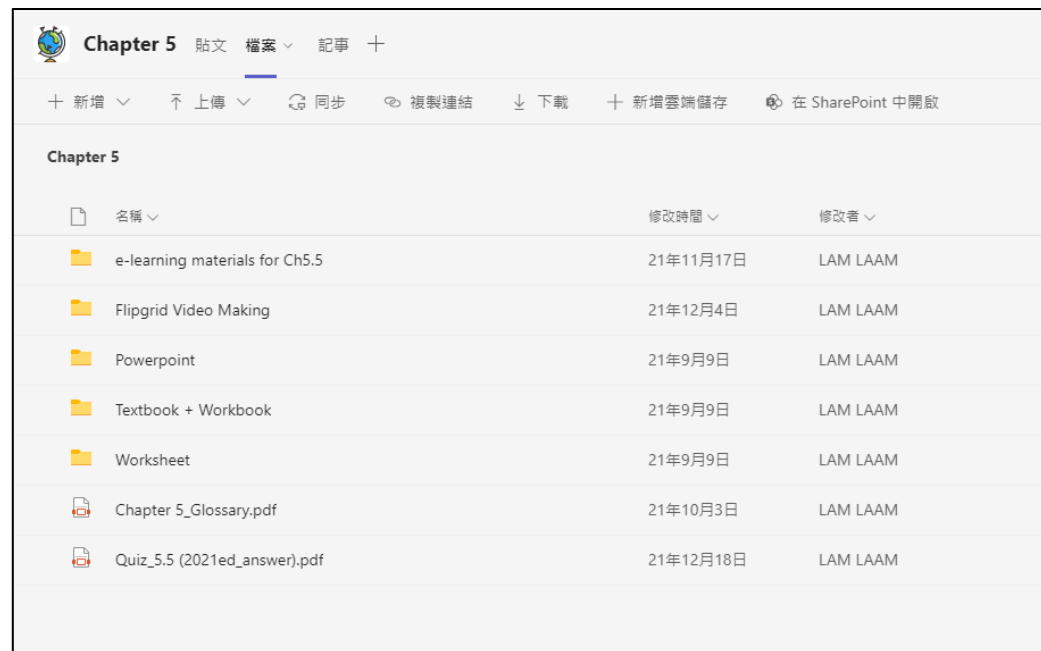 Chapter 5 貼文 檔案 記事
新增 上傳 同步 複製連結 下載 新增雲端儲存 在 SharePoint 中開啟
Chapter 5
名稱 修改時間 修改者
e-learning materials for Ch5.5 21年11月17日 LAM LAAM
Flipgrid Video Making 21年12月4日 LAM LAAM
Powerpoint 21年9月9日 LAM LAAM
Textbook + Workbook 21年9月9日 LAM LAAM
Worksheet 21年9月9日 LAM LAAM
Chapter 5_Glossary.pdf 21年10月3日 LAM LAAM
Quiz_5.5 (2021ed_answer).pdf 21年12月18日 LAM LAAM